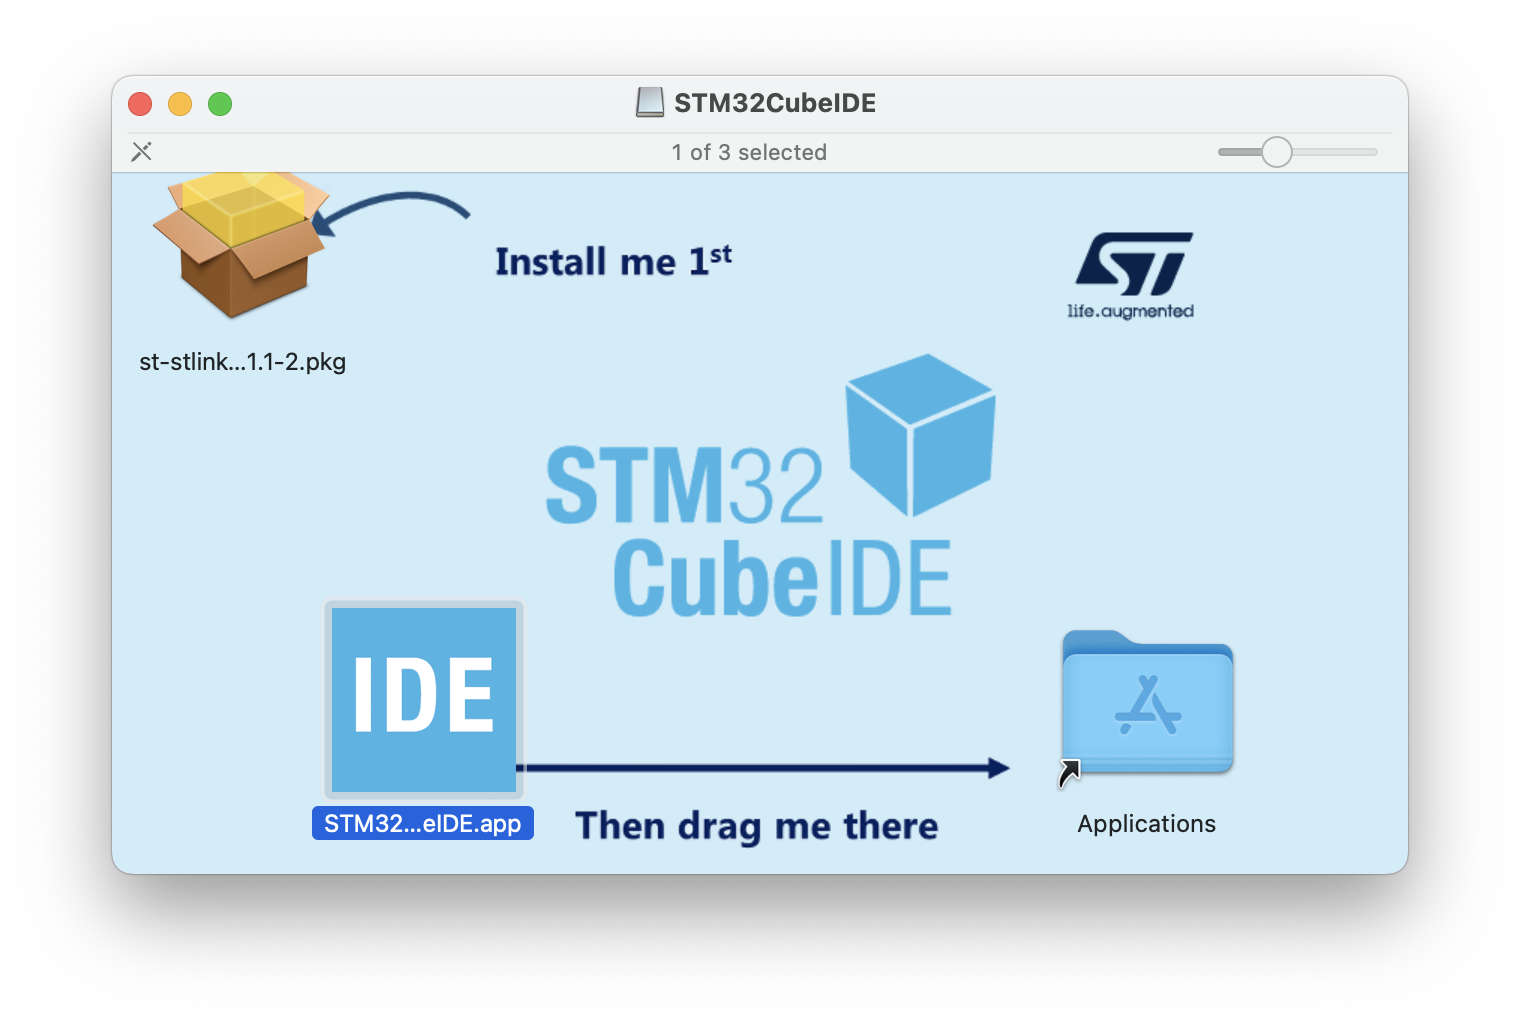 STM32CubeIDE
1 of 3 selected
Install me 1st
ST
life.augmented
st-stlink...1.1-2.pkg
STM32
CubeIDE
IDE
STM32...eIDE.app
Then drag me there
Applications